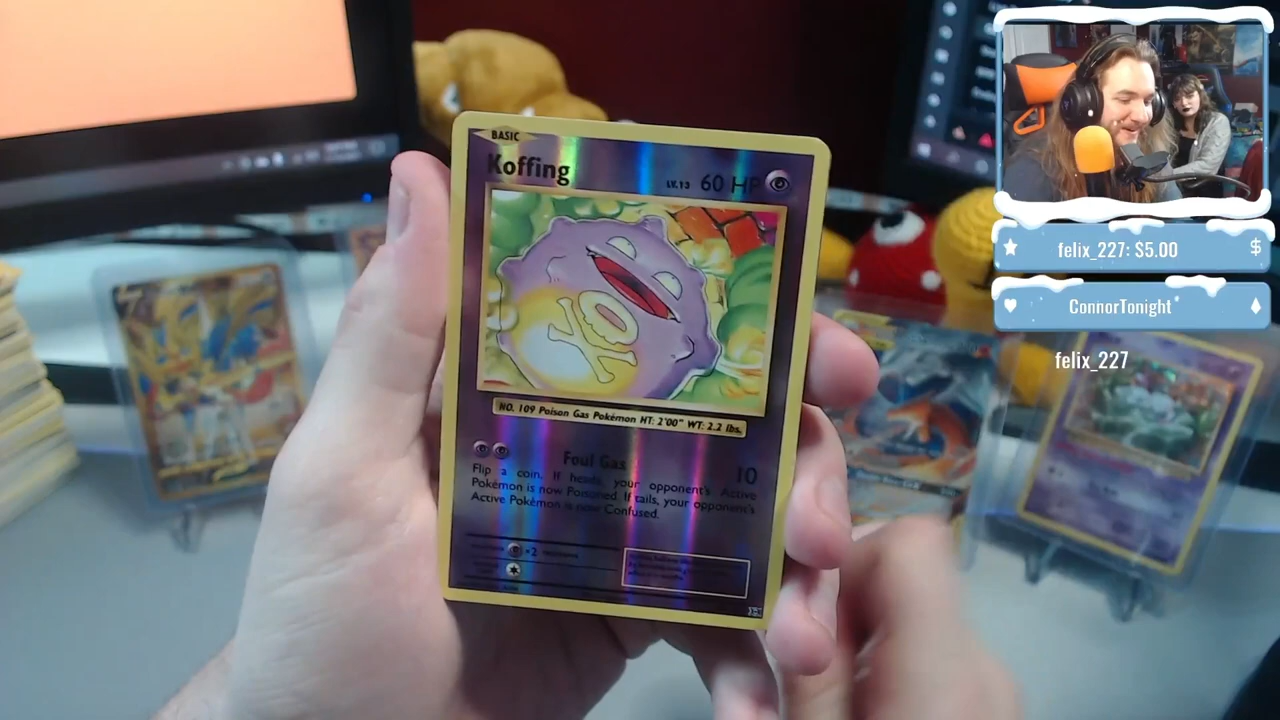 BASIC
Koffing
LV.13 60 HP
NO. 109 Poison Gas Pokémon HT: 2'00" WT: 2.2 lbs.
Foul Gas 10
Flip a coin. If heads, your opponent's Active
Pokémon is now Poisoned. If tails, your opponent's
Active Pokémon is now Confused.
×2
felix_227: $5.00
$
ConnorTonight
felix_227